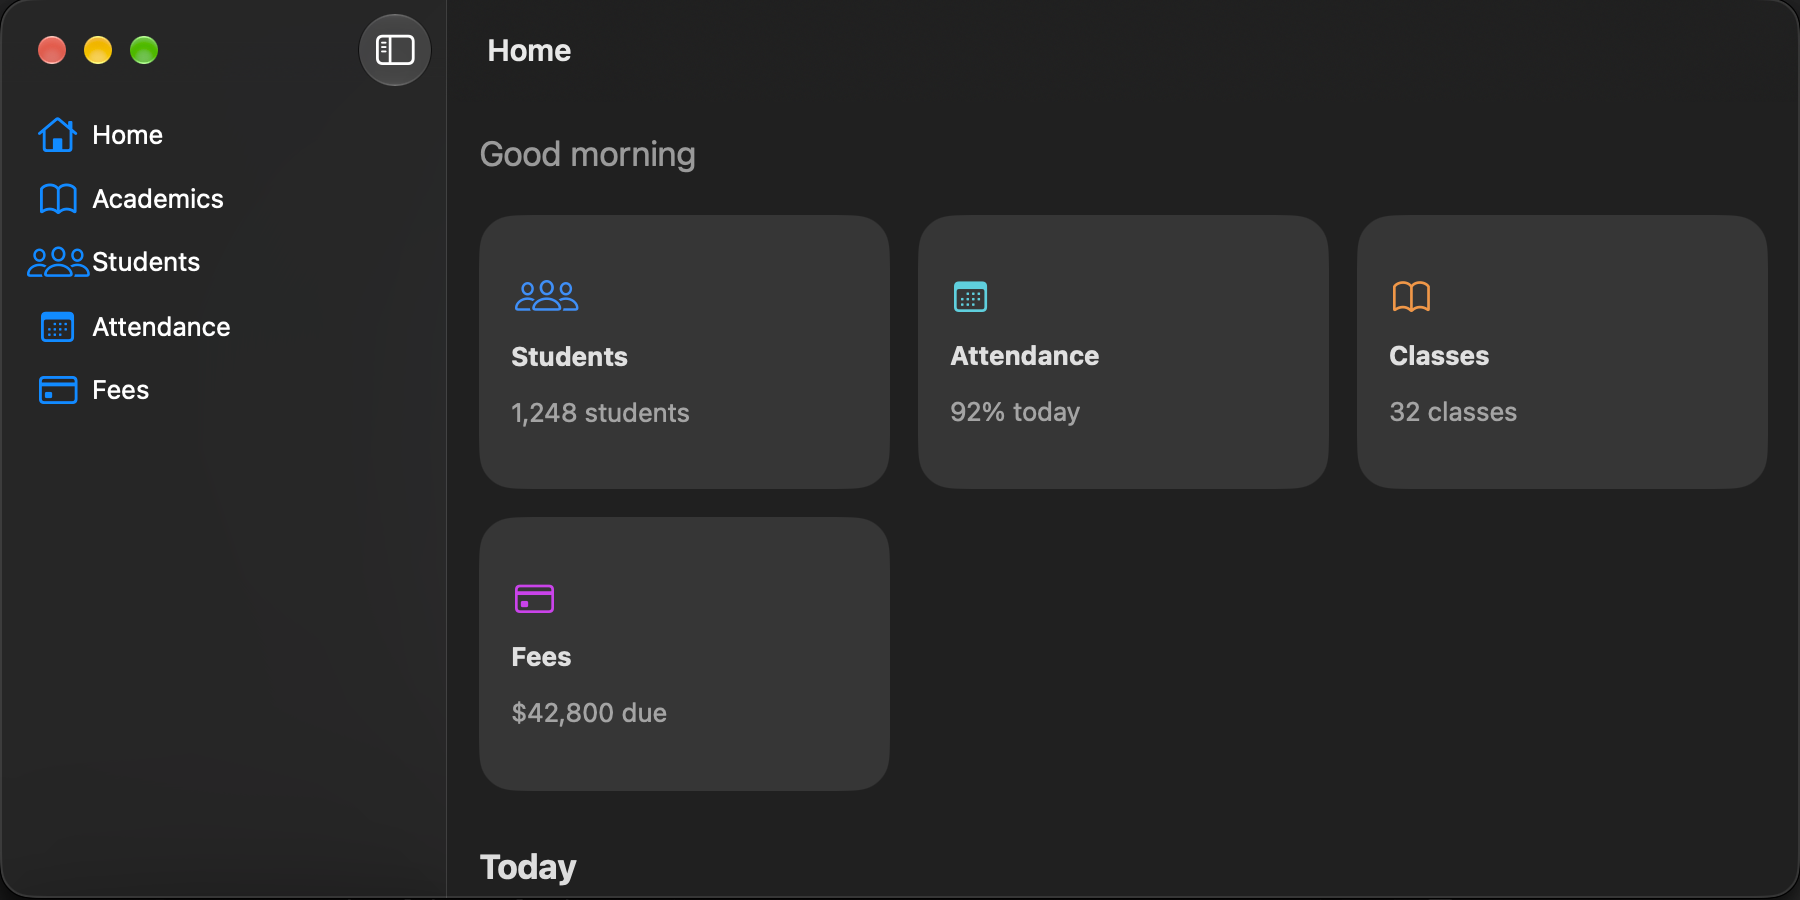 Home
Academics
Students
Attendance
Fees
Home
Good morning
Students
1,248 students
Attendance
92% today
Classes
32 classes
Fees
$42,800 due
Today